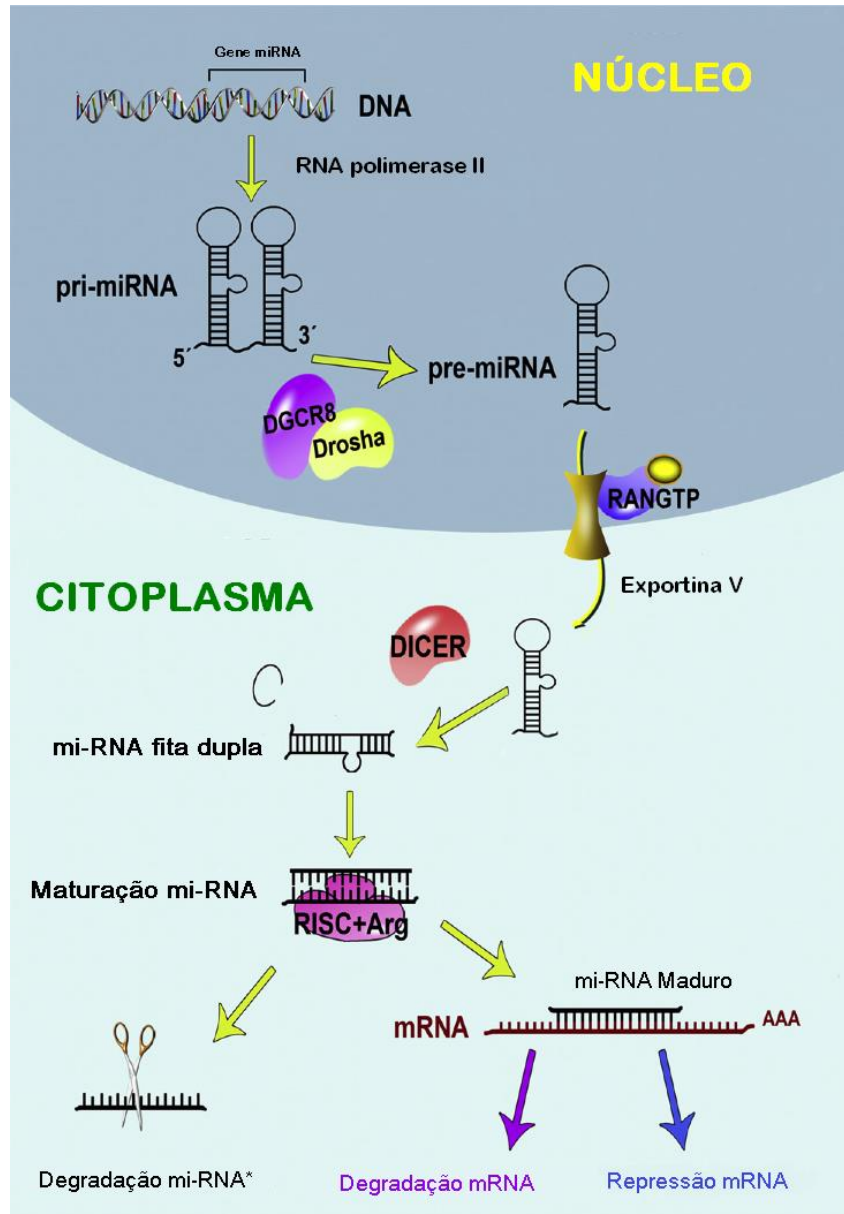 Gene miRNA
NÚCLEO
DNA
RNA polimerase II
pri-miRNA
5´
3´
pre-miRNA
DGCR8
Drosha
RANGTP
Exportina V
CITOPLASMA
DICER
mi-RNA fita dupla
Maturação mi-RNA
RISC+Arg
mi-RNA Maduro
mRNA
AAA
Degradação mi-RNA*
Degradação mRNA
Repressão mRNA